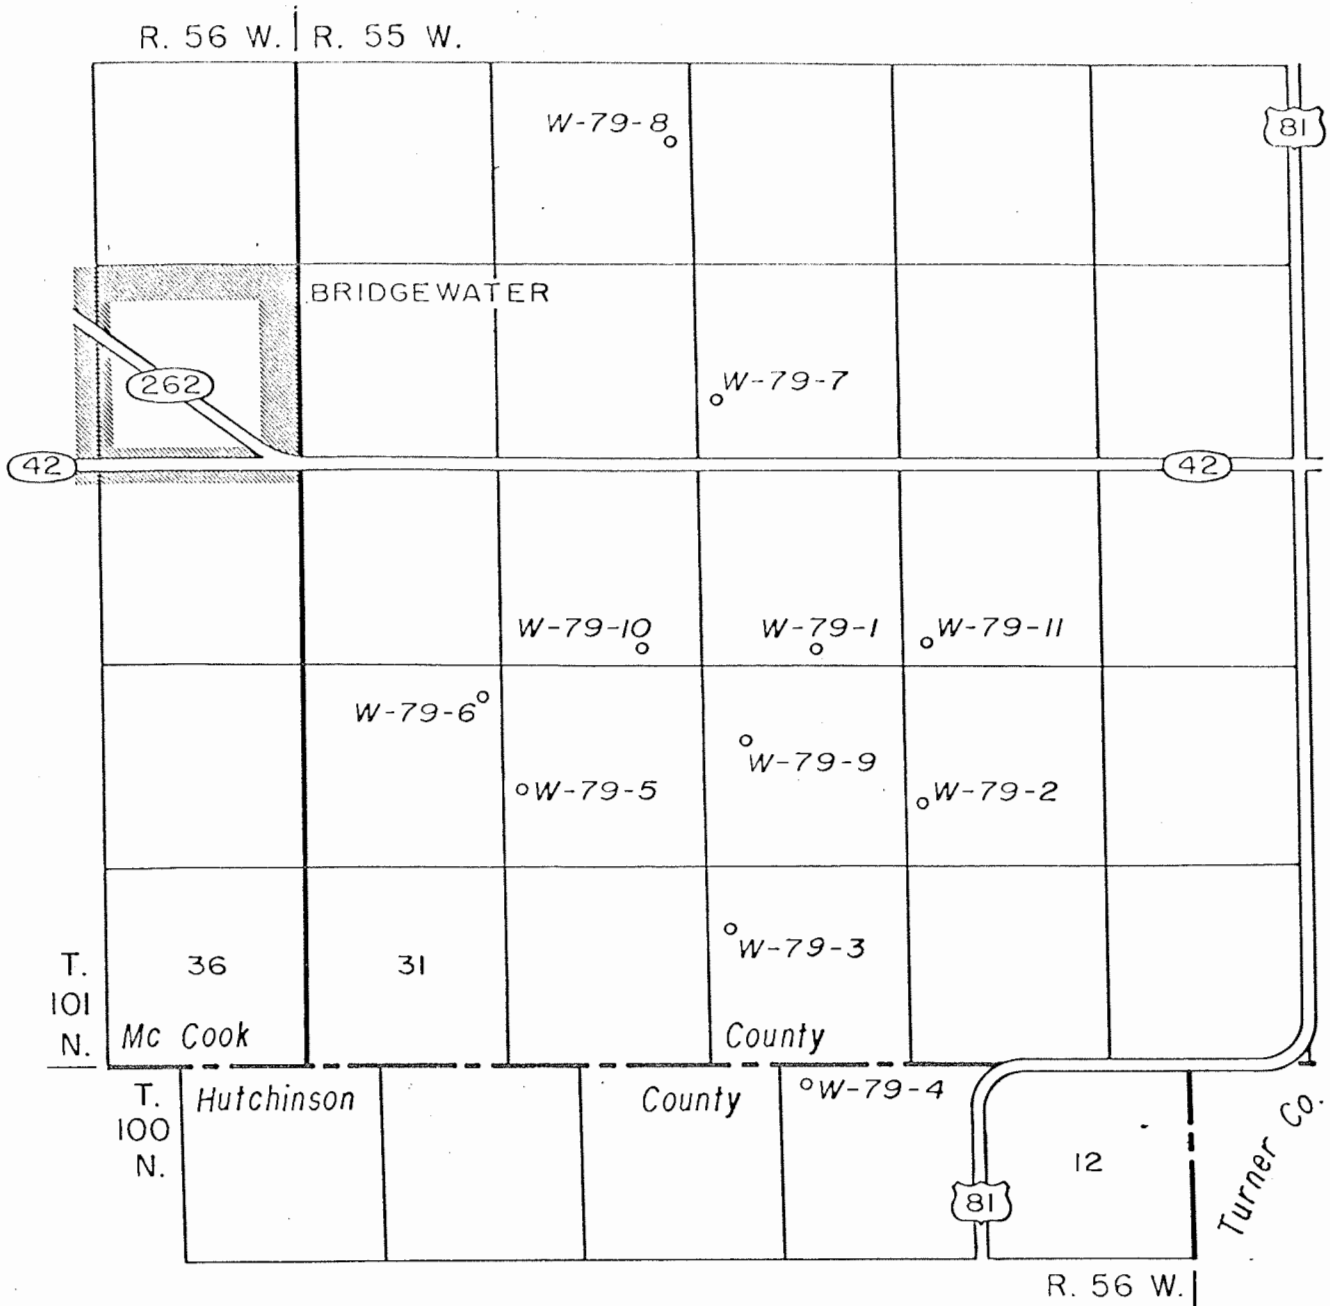 R. 56 W. R. 55 W.
W-79-8
81
BRIDGEWATER
262
W-79-7
42
42
W-79-10
W-79-1
W-79-11
W-79-6
W-79-9
W-79-5
W-79-2
W-79-3
36
31
T.
101
N.
Mc Cook
County
T.
100
N.
Hutchinson
County
W-79-4
12
81
Turner Co.
R. 56 W.